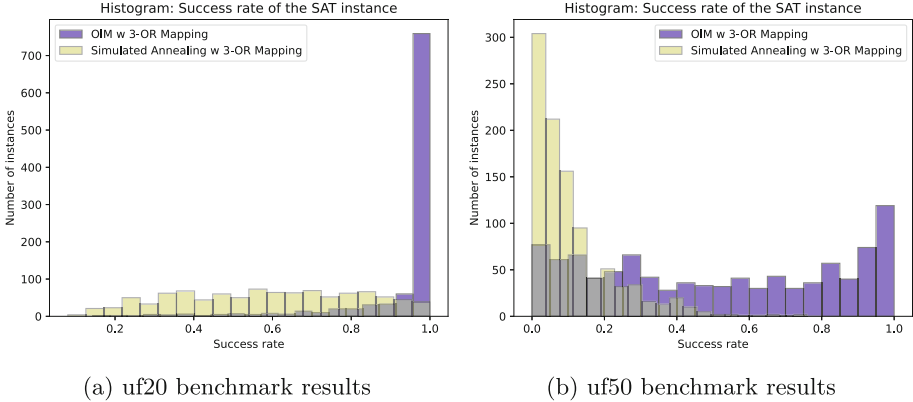 Histogram: Success rate of the SAT instance
OIM w 3-OR Mapping
Simulated Annealing w 3-OR Mapping
Number of instances
700
600
500
400
300
200
100
0
0.2
0.4
0.6
0.8
1.0
Success rate
(a) uf20 benchmark results
Histogram: Success rate of the SAT instance
OIM w 3-OR Mapping
Simulated Annealing w 3-OR Mapping
Number of instances
300
250
200
150
100
50
0
0.0
0.2
0.4
0.6
0.8
1.0
Success rate
(b) uf50 benchmark results